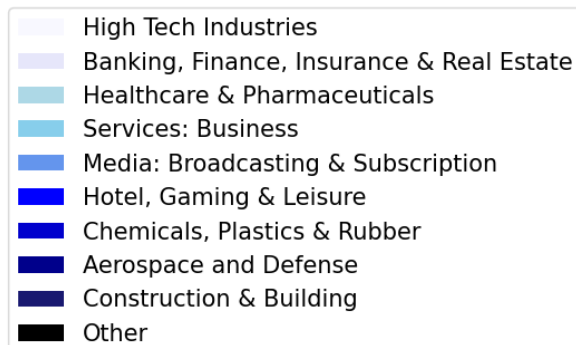 High Tech Industries
Banking, Finance, Insurance & Real Estate
Healthcare & Pharmaceuticals
Services: Business
Media: Broadcasting & Subscription
Hotel, Gaming & Leisure
Chemicals, Plastics & Rubber
Aerospace and Defense
Construction & Building
Other